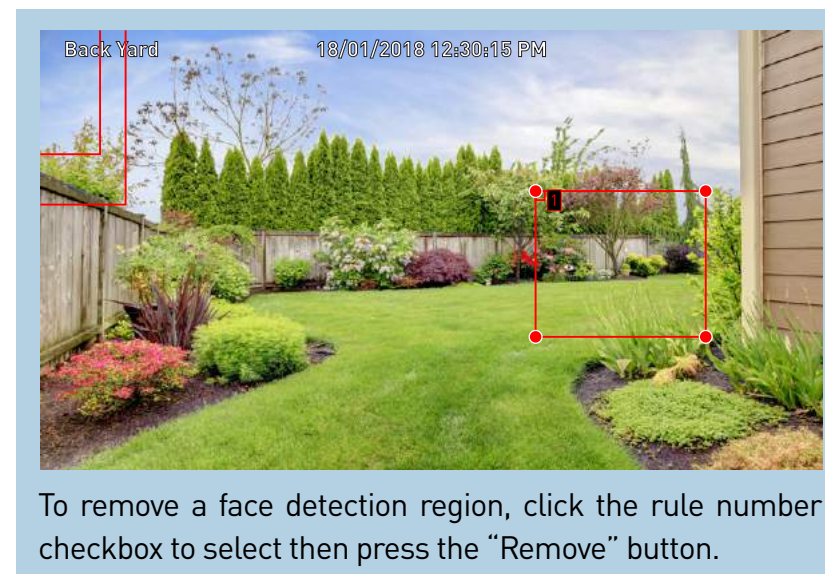 Back Yard 18/01/2018 12:30:15 PM
1
To remove a face detection region, click the rule number
checkbox to select then press the “Remove” button.